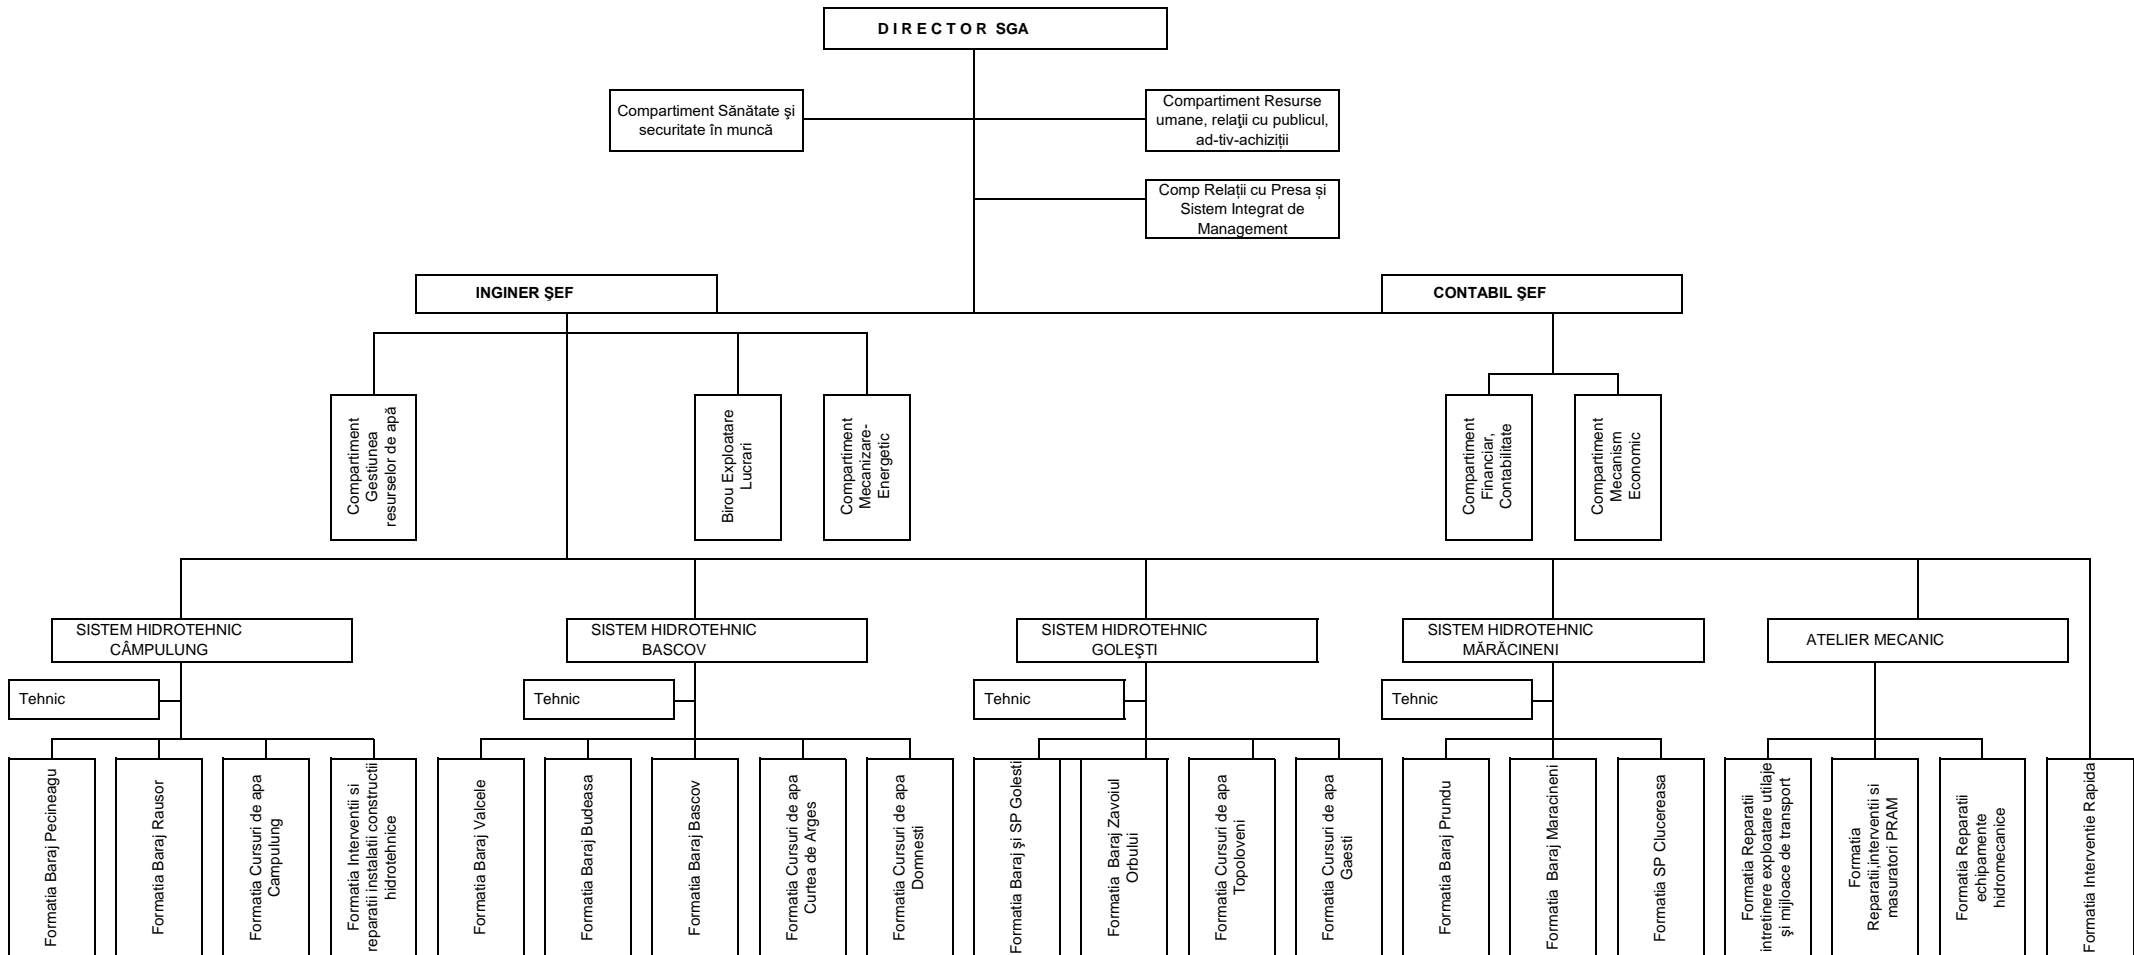 D I R E C T O R  SGA
Compartiment Sănătate şi
securitate în muncă
Compartiment Resurse
umane, relaţii cu publicul,
ad-tiv-achiziții
Comp Relații cu Presa și
Sistem Integrat de
Management
INGINER ŞEF
CONTABIL ŞEF
Compartiment
Gestiunea
resurselor de apă
Birou Exploatare
Lucrari
Compartiment
Mecanizare-
Energetic
Compartiment
Financiar,
Contabilitate
Compartiment
Mecanism
Economic
SISTEM HIDROTEHNIC
CÂMPULUNG
SISTEM HIDROTEHNIC
BASCOV
SISTEM HIDROTEHNIC
GOLEŞTI
SISTEM HIDROTEHNIC
MĂRĂCINENI
ATELIER MECANIC
Tehnic
Tehnic
Tehnic
Tehnic
Formatia Baraj Pecineagu
Formatia Baraj Rausor
Formatia Cursuri de apa
Campulung
Formatia Interventii si
reparatii instalatii constructii
hidrotehnice
Formatia Baraj Valcele
Formatia Baraj Budeasa
Formatia Baraj Bascov
Formatia Cursuri de apa
Curtea de Arges
Formatia Cursuri de apa
Domnesti
Formatia Baraj şi SP Golesti
Formatia  Baraj Zavoiul
Orbului
Formatia Cursuri de apa
Topoloveni
Formatia Cursuri de apa
Gaesti
Formatia Baraj Prundu
Formatia  Baraj Maracineni
Formatia SP Clucereasa
Formatia Reparatii
intretinere exploatare utilaje
şi mijloace de transport
Formatia
Reparatii,interventii si
masuratori PRAM
Formatia Reparatii
echipamente
hidromecanice
Formatia Interventie Rapida